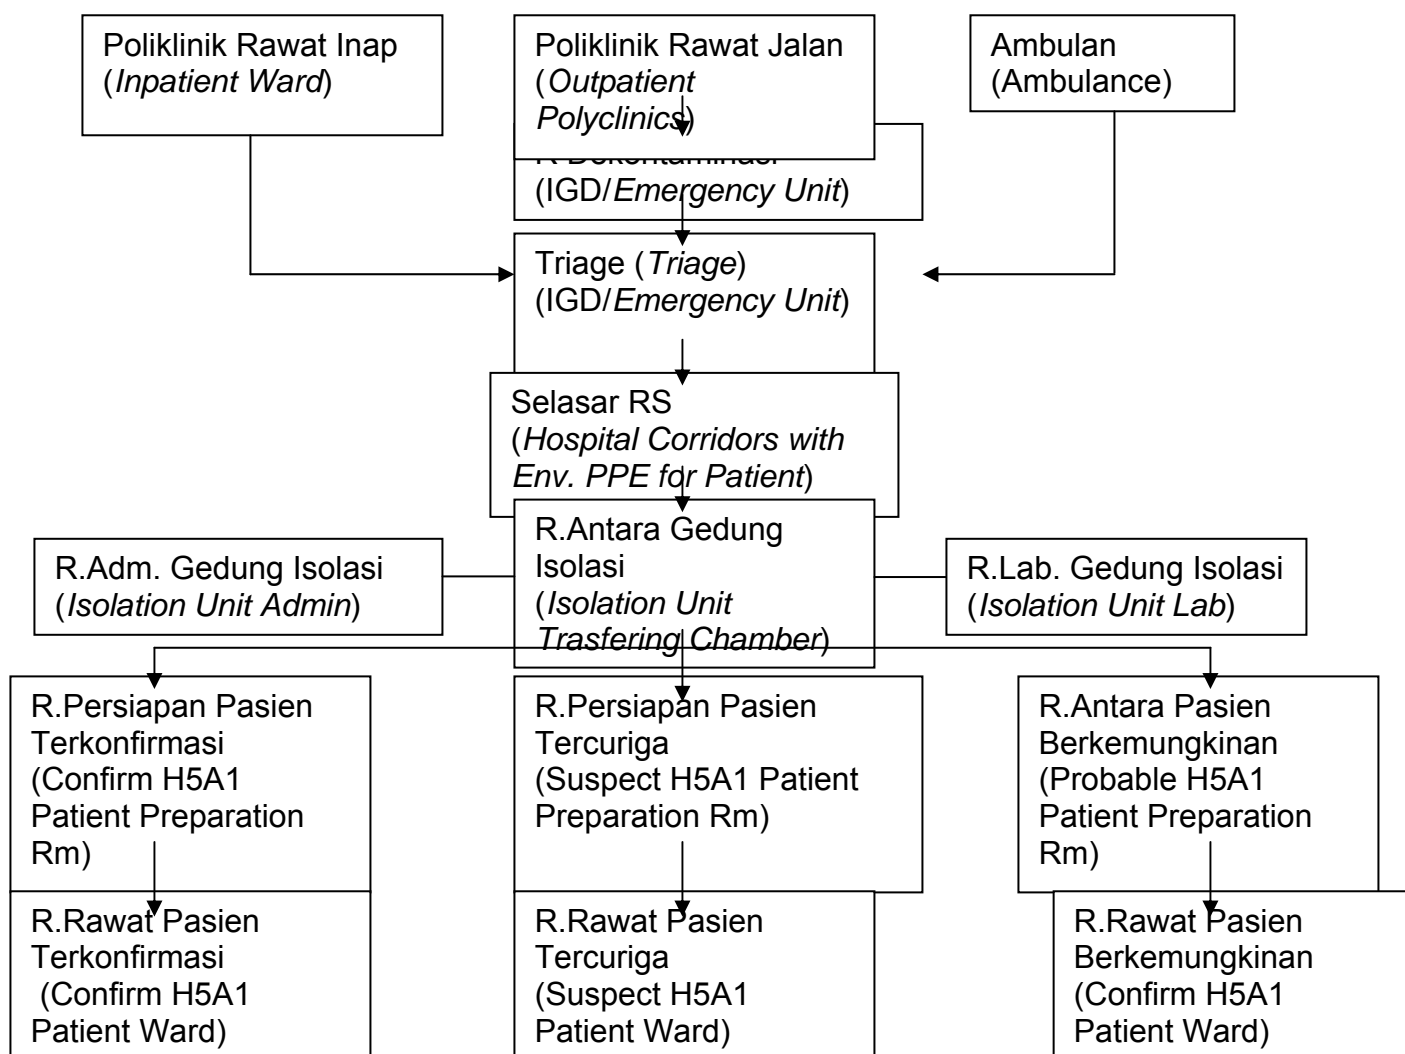 Poliklinik Rawat Inap
(Inpatient Ward)
Poliklinik Rawat Jalan
(Outpatient
Polyclinics)
Ambulan
(Ambulance)
(IGD/Emergency Unit)
Triage (Triage)
(IGD/Emergency Unit)
Selasar RS
(Hospital Corridors with
Env. PPE for Patient)
R.Antara Gedung
Isolasi
(Isolation Unit
Trasfering Chamber)
R.Adm. Gedung Isolasi
(Isolation Unit Admin)
R.Lab. Gedung Isolasi
(Isolation Unit Lab)
R.Persiapan Pasien
Terkonfirmasi
(Confirm H5A1
Patient Preparation
Rm)
R.Persiapan Pasien
Tercuriga
(Suspect H5A1 Patient
Preparation Rm)
R.Antara Pasien
Berkemungkinan
(Probable H5A1
Patient Preparation
Rm)
R.Rawat Pasien
Terkonfirmasi
(Confirm H5A1
Patient Ward)
R.Rawat Pasien
Tercuriga
(Suspect H5A1
Patient Ward)
R.Rawat Pasien
Berkemungkinan
(Confirm H5A1
Patient Ward)